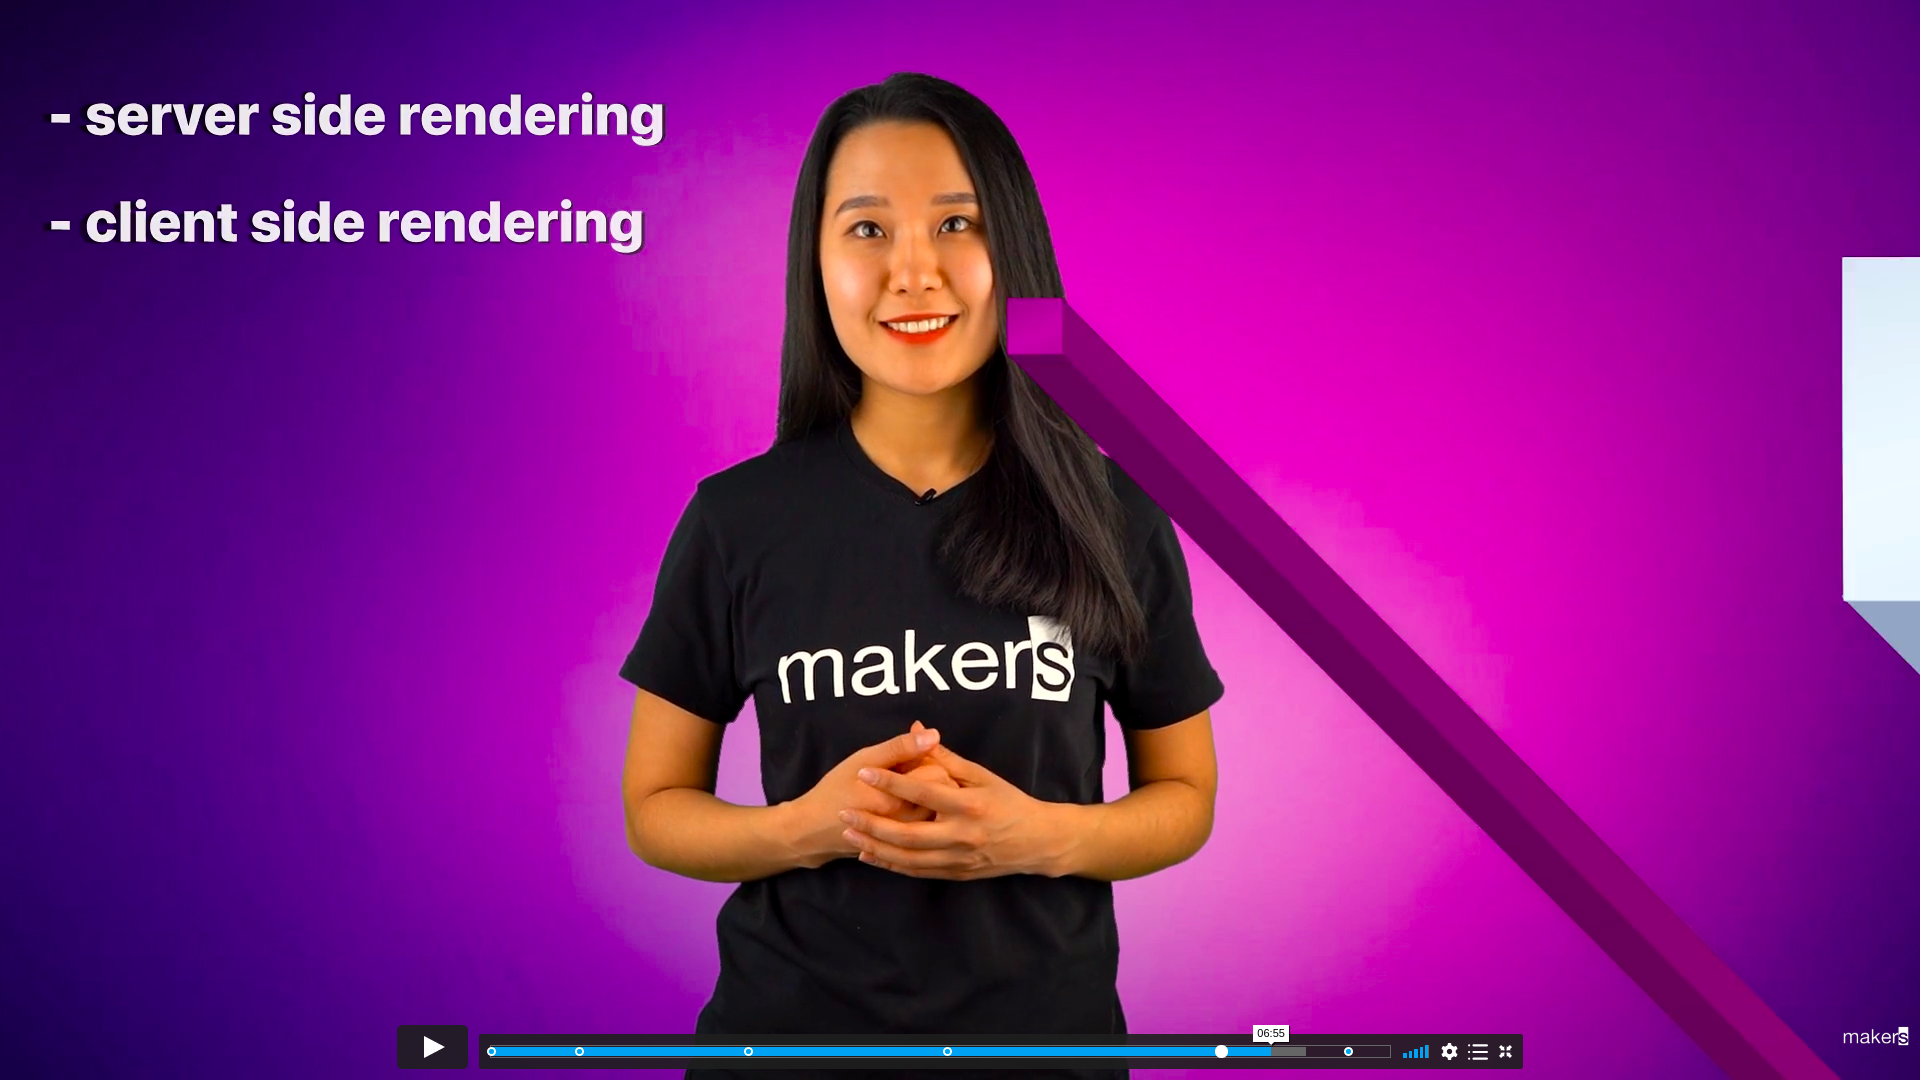 - server side rendering
- client side rendering
makers
06:55
makers